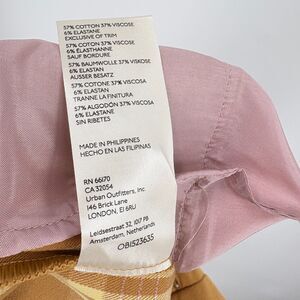 57% COTTON 37% VISCOSE
6% ELASTANE
EXCLUSIVE OF TRIM
57% COTON 37% VISCOSE
6% ELASTHANNE
SAUF BORDURE
57% BAUMWOLLE 37% VISKOSE
6% ELASTAN
AUSSER BESATZ
57% COTONE 37% VISCOSA
6% ELASTAN
TRANNE LA FINITURA
57% ALGODÓN 37% VISCOSA
6% ELASTANE
SIN RIBETES
MADE IN PHILIPPINES
HECHO EN LAS FILIPINAS
RN 66170
CA 32054
Urban Outfitters, Inc
146 Brick Lane
LONDON, E1 6RU
Leidsestraat 32, 1017 PB
Amsterdam, Netherlands
OB1523635